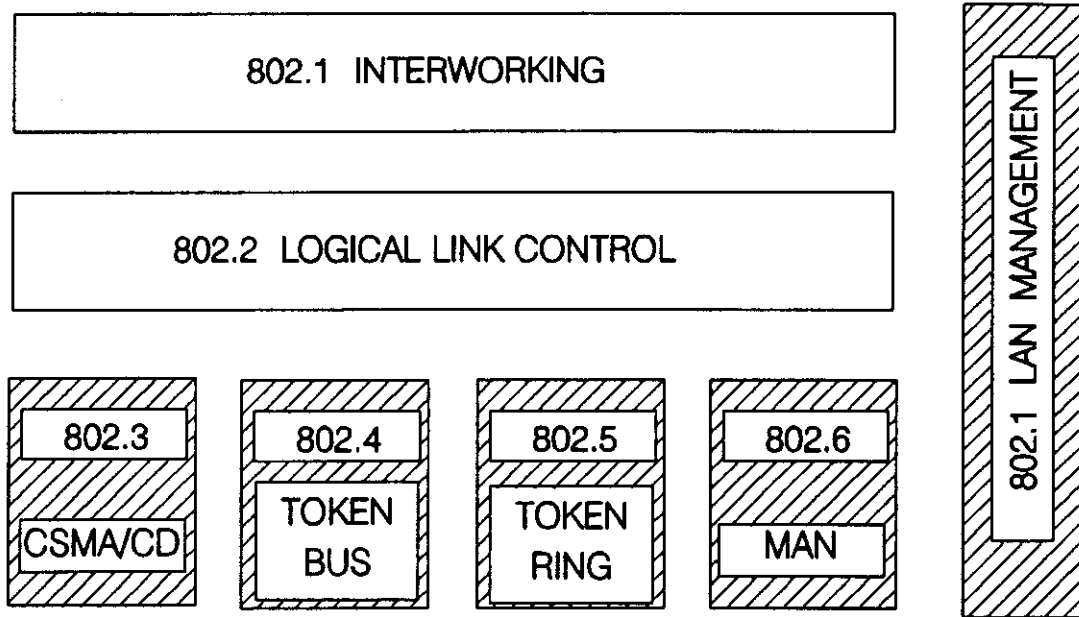 802.1 INTERWORKING
802.2 LOGICAL LINK CONTROL
802.3
CSMA/CD
802.4
TOKEN
BUS
802.5
TOKEN
RING
802.6
MAN
802.1 LAN MANAGEMENT